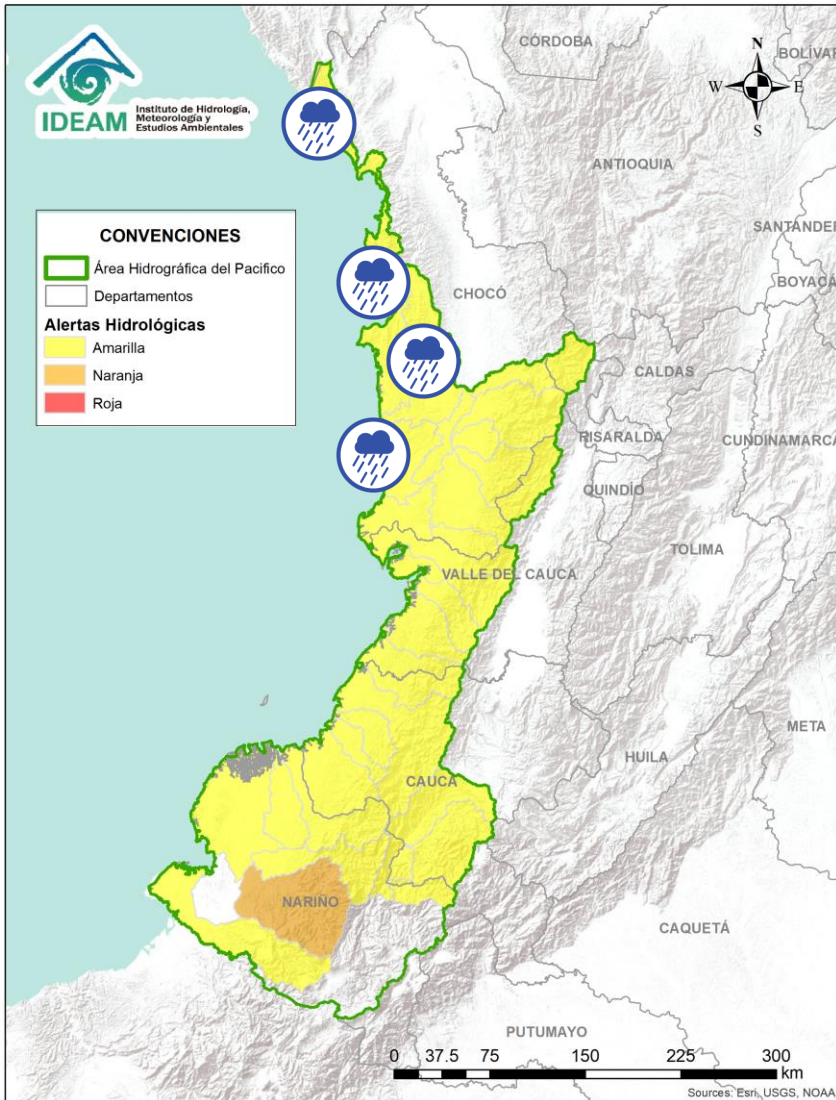 IDEAM
Instituto de Hidrología,
Meteorología y
Estudios Ambientales
CÓRDOBA
BOLÍVAR
N
W
E
S
ANTIOQUIA
SANTANDER
CONVENCIONES
Área Hidrográfica del Pacifico
Departamentos
Alertas Hidrológicas
Amarilla
Naranja
Roja
BOYACÁ
CHOCÓ
CALDAS
RISARALDA
CUNDINAMARCA
QUINDÍO
TOLIMA
VALLE DEL CAUCA
META
HUILA
CAUCA
NARIÑO
CAQUETÁ
PUTUMAYO
0 37.5 75 150 225 300
km
Sources: Esri, USGS, NOAA